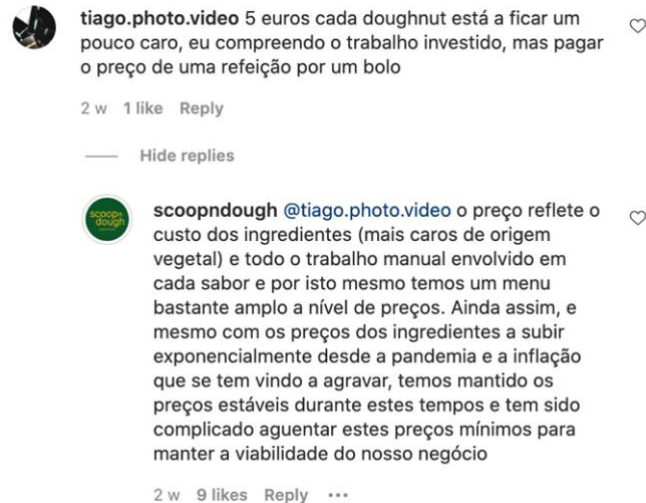 tiago.photo.video 5 euros cada doughnut está a ficar um
pouco caro, eu compreendo o trabalho investido, mas pagar
o preço de uma refeição por um bolo
2 w 1 like Reply
Hide replies
scoop+
dough
scoopndough @tiago.photo.video o preço reflete o
custo dos ingredientes (mais caros de origem
vegetal) e todo o trabalho manual envolvido em
cada sabor e por isto mesmo temos um menu
bastante amplo a nível de preços. Ainda assim, e
mesmo com os preços dos ingredientes a subir
exponencialmente desde a pandemia e a inflação
que se tem vindo a agravar, temos mantido os
preços estáveis durante estes tempos e tem sido
complicado aguentar estes preços mínimos para
manter a viabilidade do nosso negócio
2 w 9 likes Reply •••